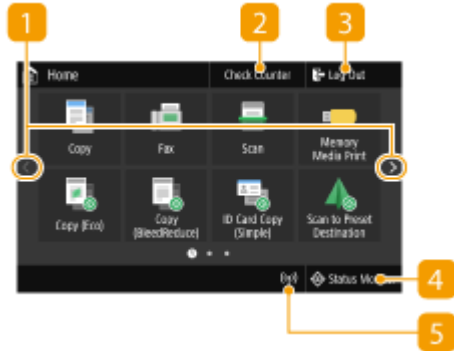 1
2
3
Home
Check Counter
Log Out
Copy
Fax
Scan
Memory
Media Print
Copy (Eco)
Copy
(BleedReduce)
ID Card Copy
(Simple)
Scan to Preset
Destination
Status
4
5